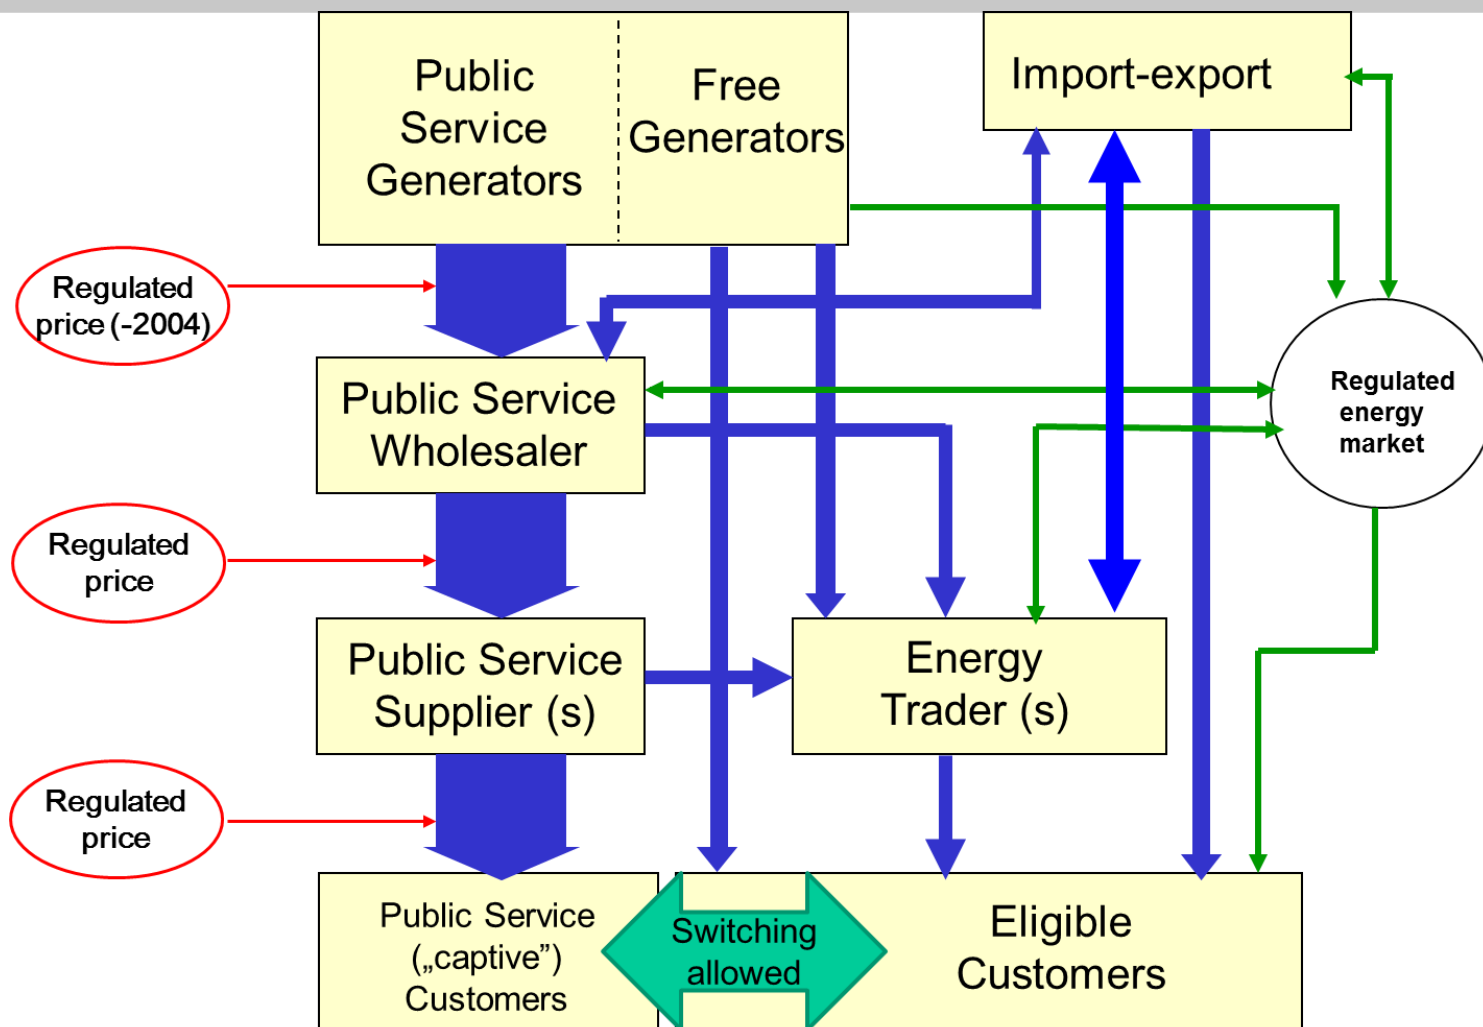 Public
Service
Generators
Free
Generators
Import-export
Regulated
price (-2004)
Public Service
Wholesaler
Regulated
energy
market
Regulated
price
Public Service
Supplier (s)
Energy
Trader (s)
Regulated
price
Public Service
(„captive”)
Customers
Switching
allowed
Eligible
Customers